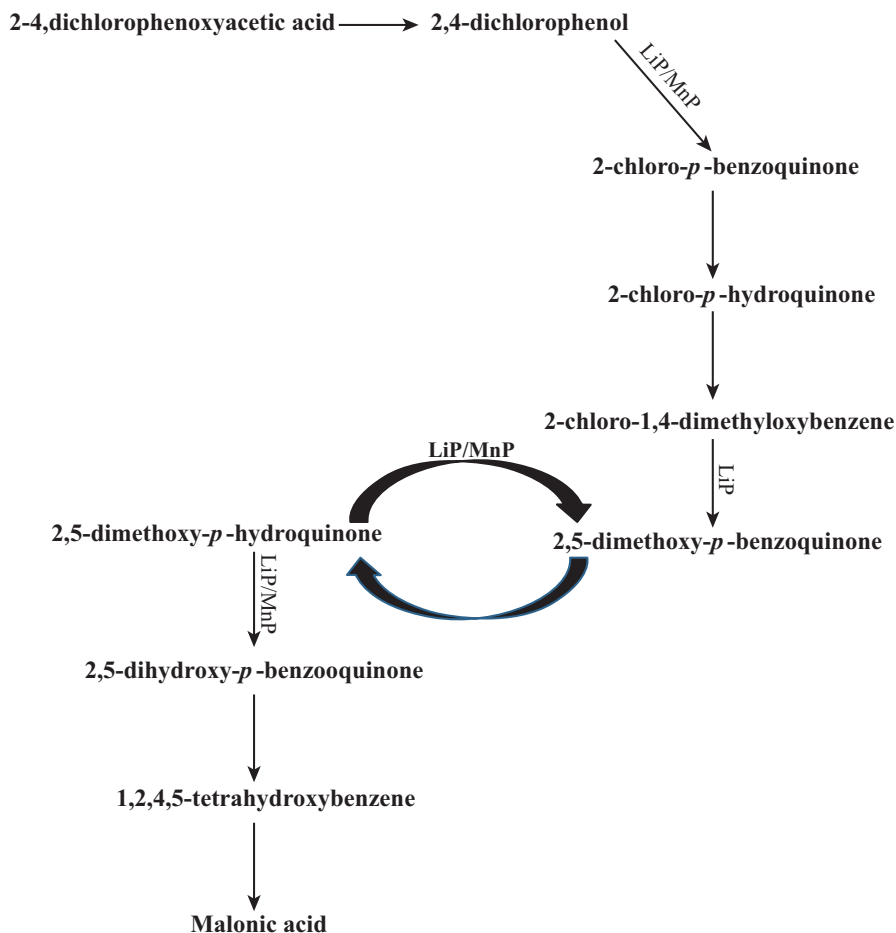 2-4,dichlorophenoxyacetic acid
2,4-dichlorophenol
LiP/MnP
2-chloro-p-benzoquinone
2-chloro-p-hydroquinone
2-chloro-1,4-dimethyloxybenzene
LiP
LiP/MnP
2,5-dimethoxy-p-hydroquinone
2,5-dimethoxy-p-benzoquinone
LiP/MnP
2,5-dihydroxy-p-benzooquinone
1,2,4,5-tetrahydroxybenzene
Malonic acid